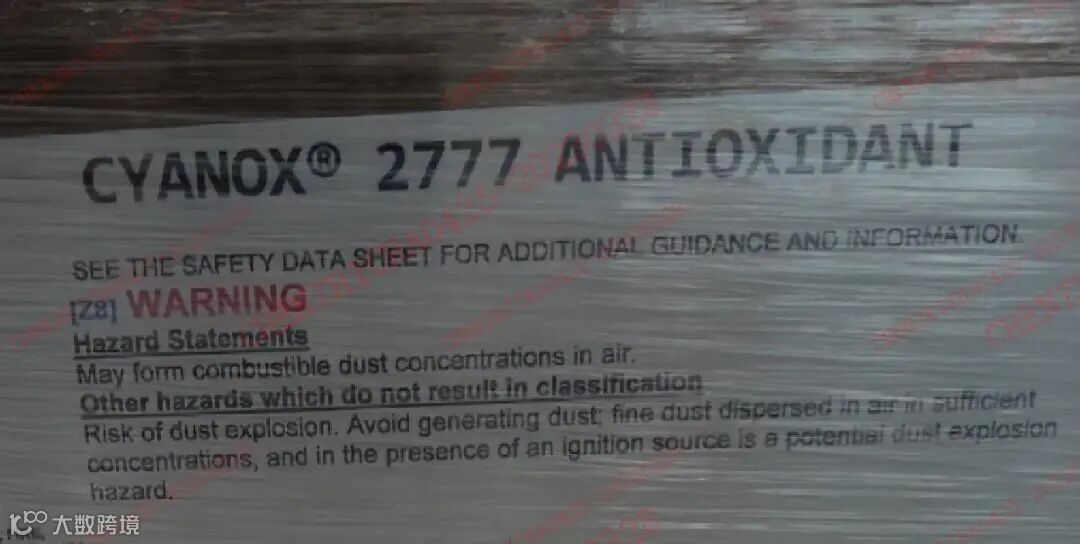 CYANOX® 2777 ANTIOXIDANT
SEE THE SAFETY DATA SHEET FOR ADDITIONAL GUIDANCE AND INFORMATION.
[Z8] WARNING
Hazard Statements
May form combustible dust concentrations in air.
Other hazards which do not result in classification
Risk of dust explosion. Avoid generating dust; fine dust dispersed in air in sufficient
concentrations, and in the presence of an ignition source is a potential dust explosion
hazard.
大数跨境